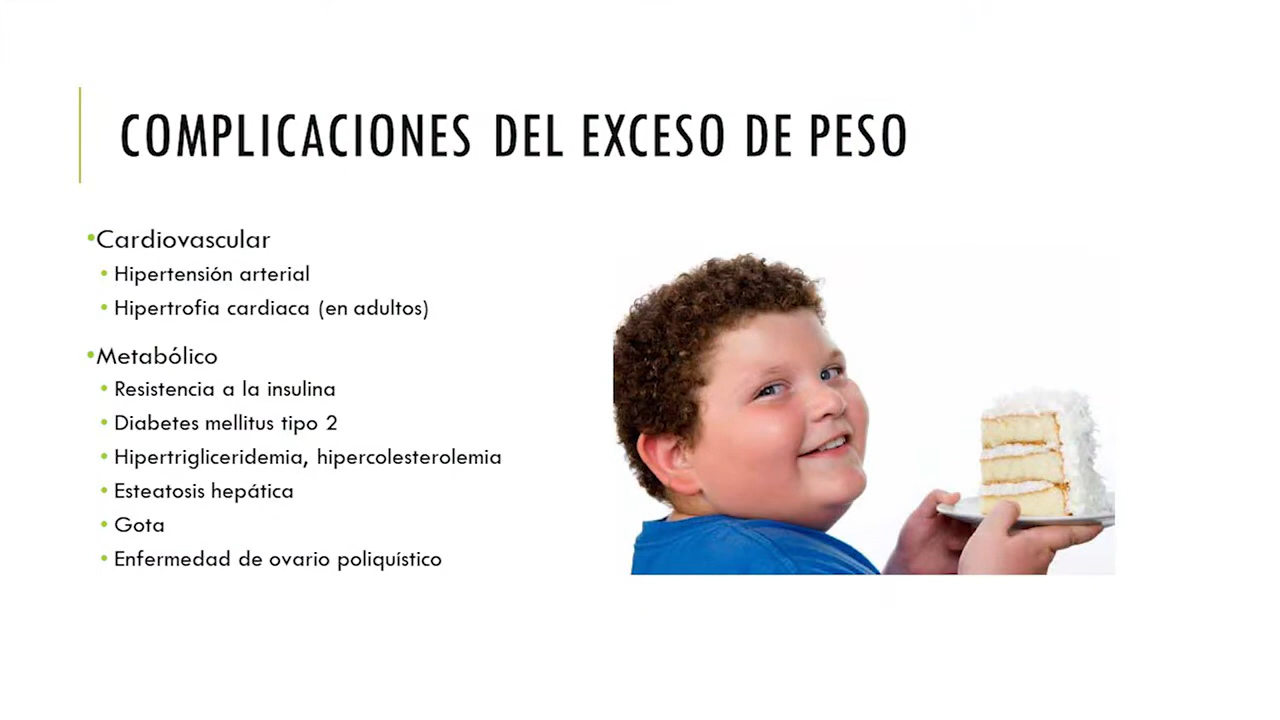 COMPLICACIONES DEL EXCESO DE PESO
•Cardiovascular
• Hipertensión arterial
• Hipertrofia cardiaca (en adultos)
•Metabólico
• Resistencia a la insulina
• Diabetes mellitus tipo 2
• Hipertrigliceridemia, hipercolesterolemia
• Esteatosis hepática
• Gota
• Enfermedad de ovario poliquístico